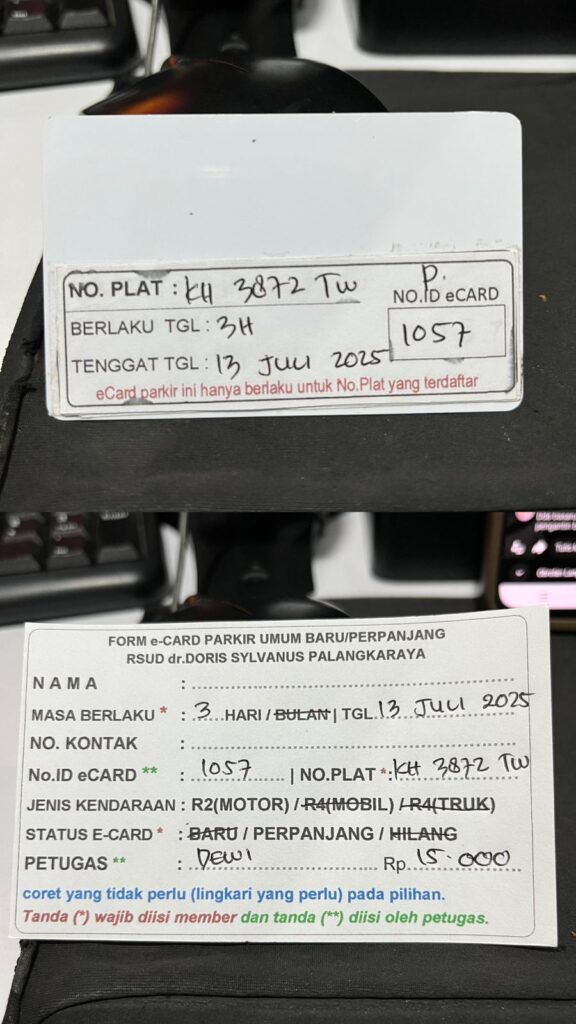 NO. PLAT : KH 3872 TW
P.
NO.ID eCARD
BERLAKU TGL : 3H
1057
TENGGAT TGL : 13 JULI 2025
eCard parkir ini hanya berlaku untuk No.Plat yang terdaftar
FORM e-CARD PARKIR UMUM BARU/PERPANJANG
RSUD dr.DORIS SYLVANUS PALANGKARAYA
NAMA :
MASA BERLAKU * : 3 HARI / BULAN | TGL. 13 JULI 2025
NO. KONTAK :
No.ID eCARD ** : 1057 | NO.PLAT *: KH 3872 TW
JENIS KENDARAAN : R2(MOTOR) / R4(MOBIL) / R4(TRUK)
STATUS E-CARD * : BARU / PERPANJANG / HILANG
PETUGAS ** : DEWI Rp. 15.000
coret yang tidak perlu (lingkari yang perlu) pada pilihan.
Tanda (*) wajib diisi member dan tanda (**) diisi oleh petugas.